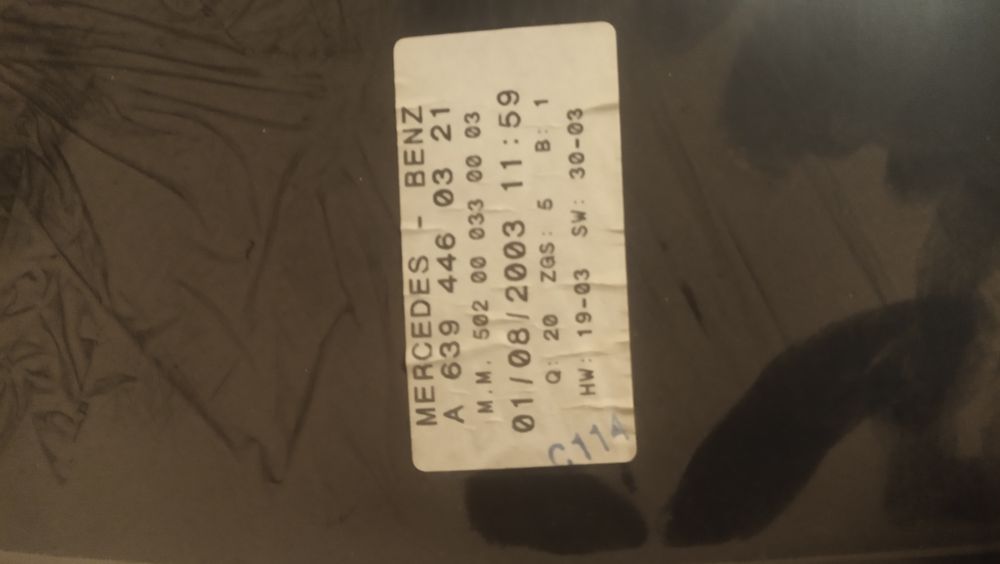 MERCEDES - BENZ
A 639 446 03 21
M.M. 502 00 033 00 03
01/08/2003 11:59
Q: 20 ZGS: 5 B: 1
HW: 19-03 SW: 30-03
C114